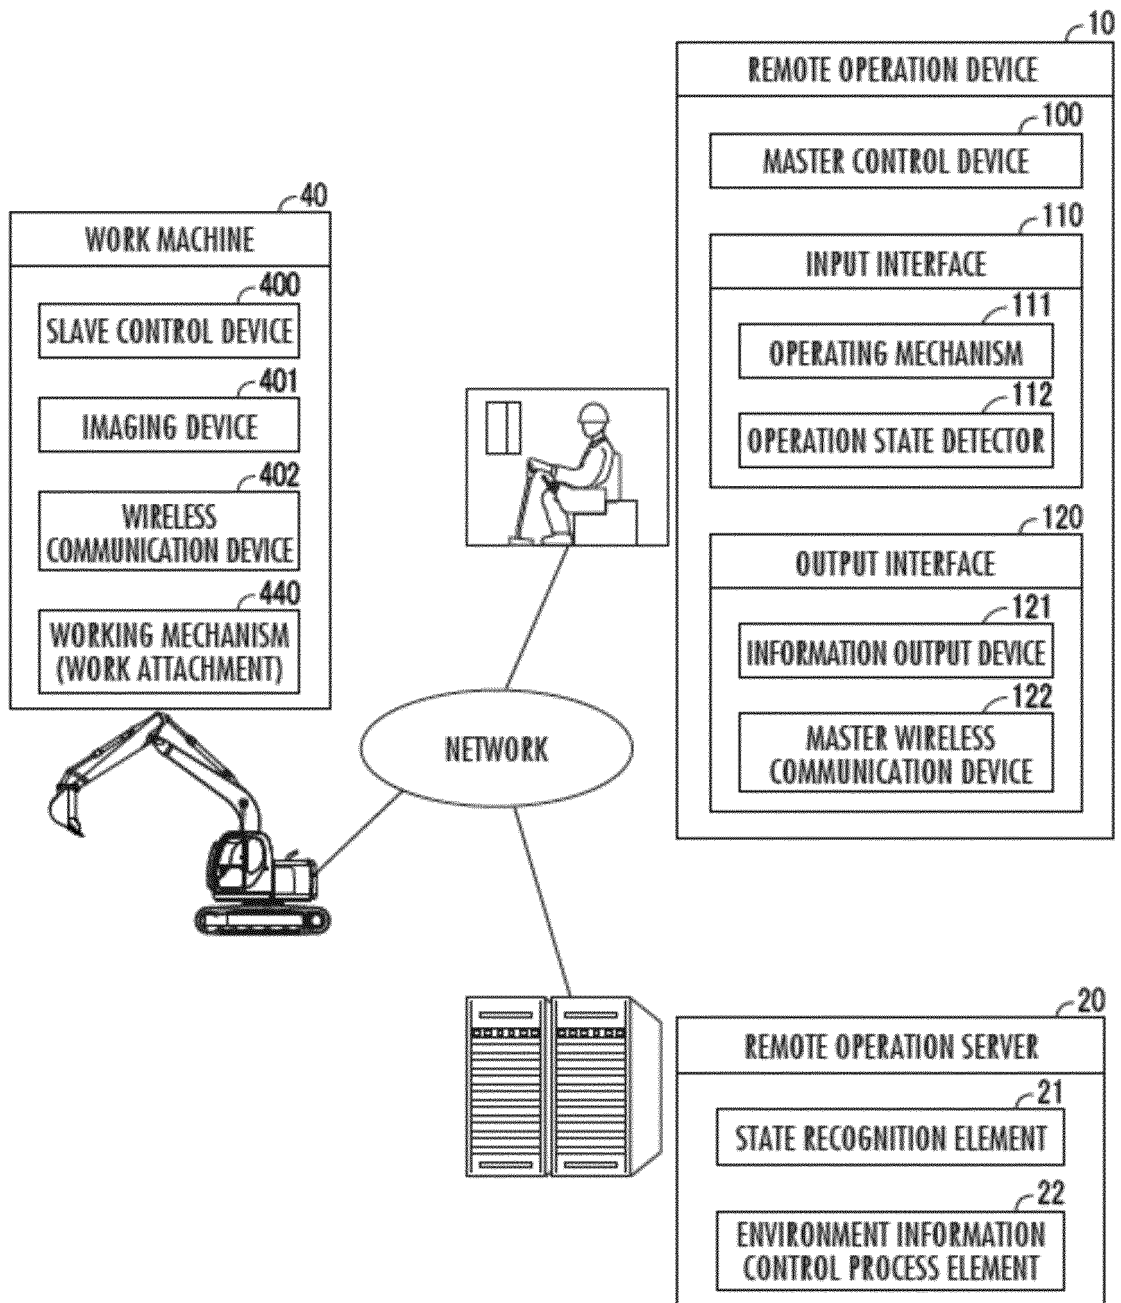 10
REMOTE OPERATION DEVICE
100
MASTER CONTROL DEVICE
110
INPUT INTERFACE
111
OPERATING MECHANISM
112
OPERATION STATE DETECTOR
120
OUTPUT INTERFACE
121
INFORMATION OUTPUT DEVICE
122
MASTER WIRELESS
COMMUNICATION DEVICE
40
WORK MACHINE
400
SLAVE CONTROL DEVICE
401
IMAGING DEVICE
402
WIRELESS
COMMUNICATION DEVICE
440
WORKING MECHANISM
(WORK ATTACHMENT)
NETWORK
20
REMOTE OPERATION SERVER
21
STATE RECOGNITION ELEMENT
22
ENVIRONMENT INFORMATION
CONTROL PROCESS ELEMENT